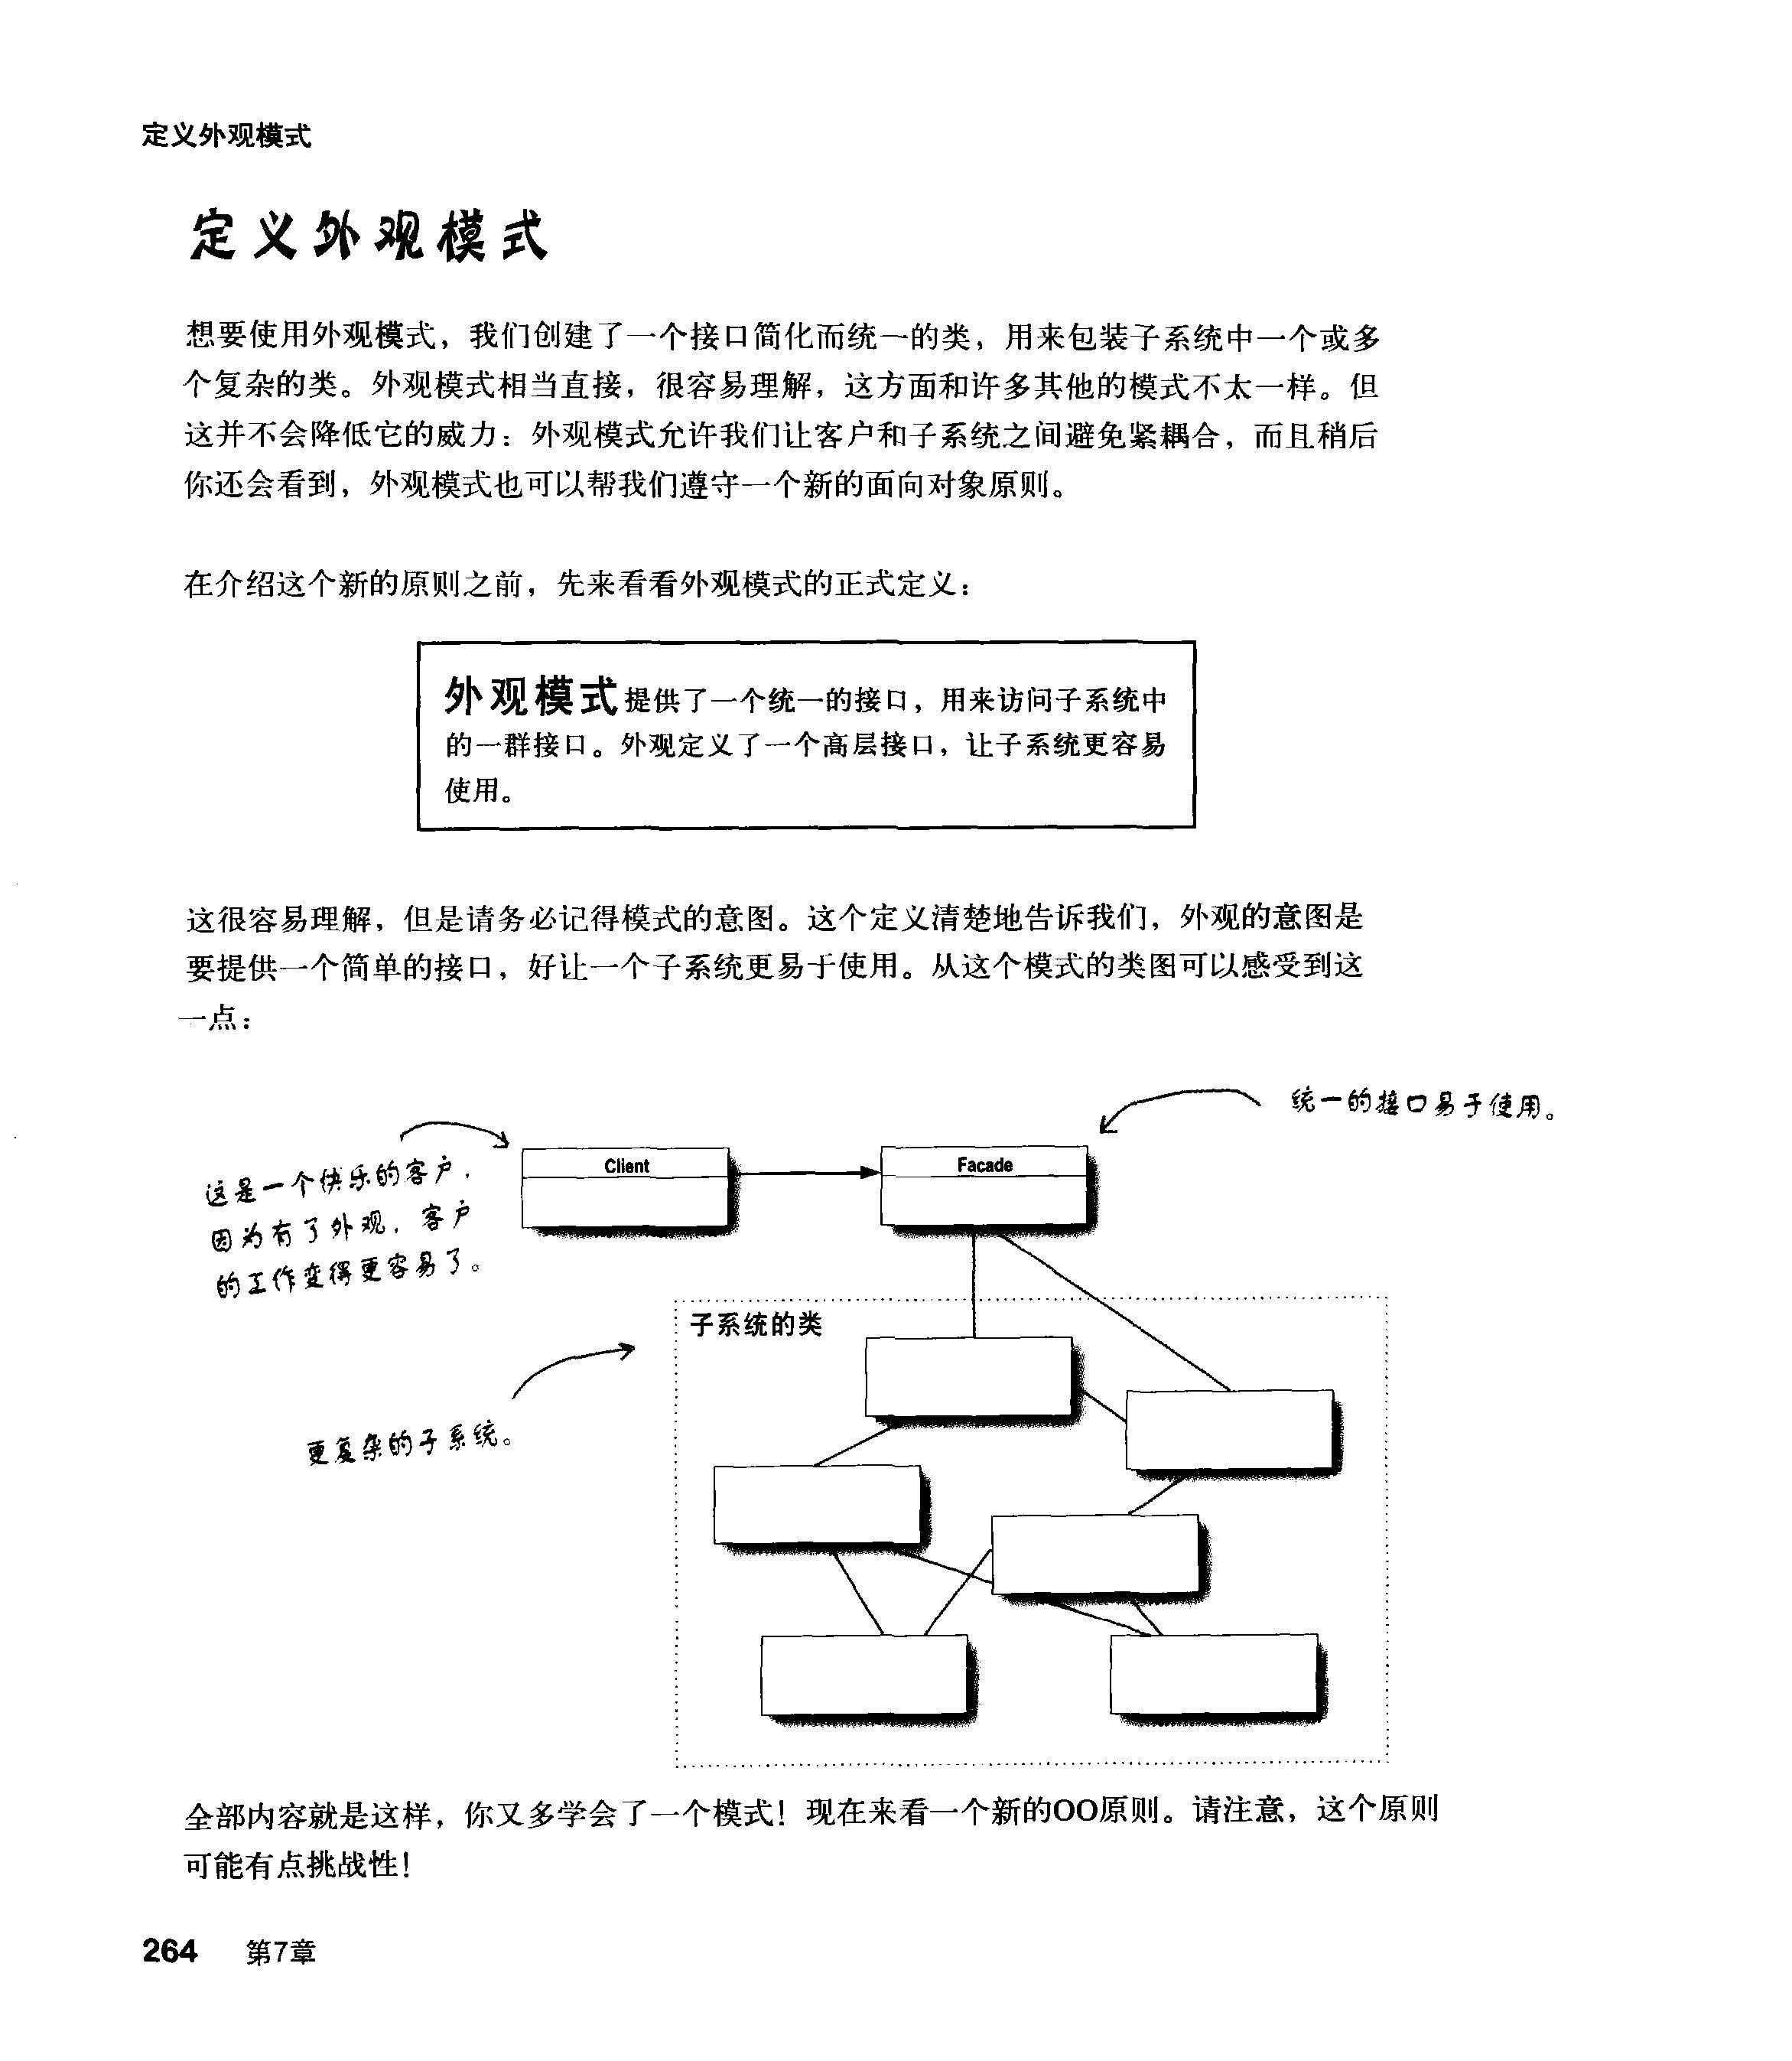 定义外观模式
定义外观模式
想要使用外观模式，我们创建了一个接口简化而统一的类，用来包装子系统中一个或多
个复杂的类。外观模式相当直接，很容易理解，这方面和许多其他的模式不太一样。但
这并不会降低它的威力：外观模式允许我们让客户和子系统之间避免紧耦合，而且稍后
你还会看到，外观模式也可以帮我们遵守一个新的面向对象原则。
在介绍这个新的原则之前，先来看看外观模式的正式定义：
外观模式提供了一个统一的接口，用来访问子系统中
的一群接口。外观定义了一个高层接口，让子系统更容易
使用。
这很容易理解，但是请务必记得模式的意图。这个定义清楚地告诉我们，外观的意图是
要提供一个简单的接口，好让一个子系统更易于使用。从这个模式的类图可以感受到这
一点：
统一的接口易于使用。
Client
Facade
这是一个快乐的客户，
因为有了外观，客户
的工作变得更容易了。
子系统的类
更复杂的子系统。
全部内容就是这样，你又多学会了一个模式！现在来看一个新的OO原则。请注意，这个原则
可能有点挑战性！
264 第7章